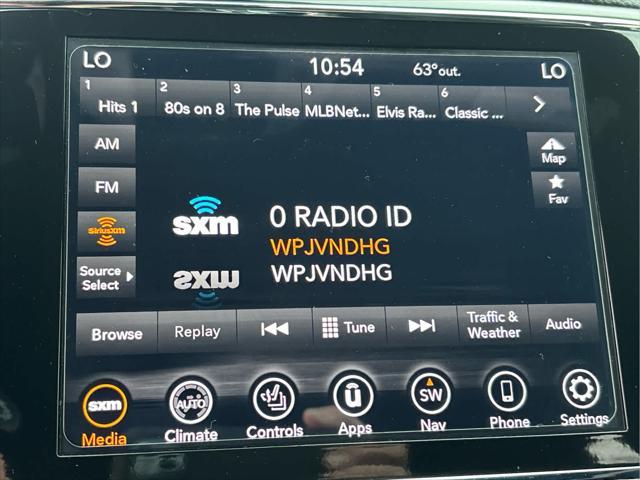 LO 10:54 63° out. LO
1 Hits 1 2 80s on 8 3 The Pulse 4 MLBNet... 5 Elvis Ra... 6 Classic ...
AM
Map
FM
Fav
SiriusXM
sxm
0 RADIO ID
WPJVNDHG
WPJVNDHG
Source Select
Browse Replay Tune Traffic & Weather Audio
sxm AUTO SW
Media Climate Controls Apps Nav Phone Settings